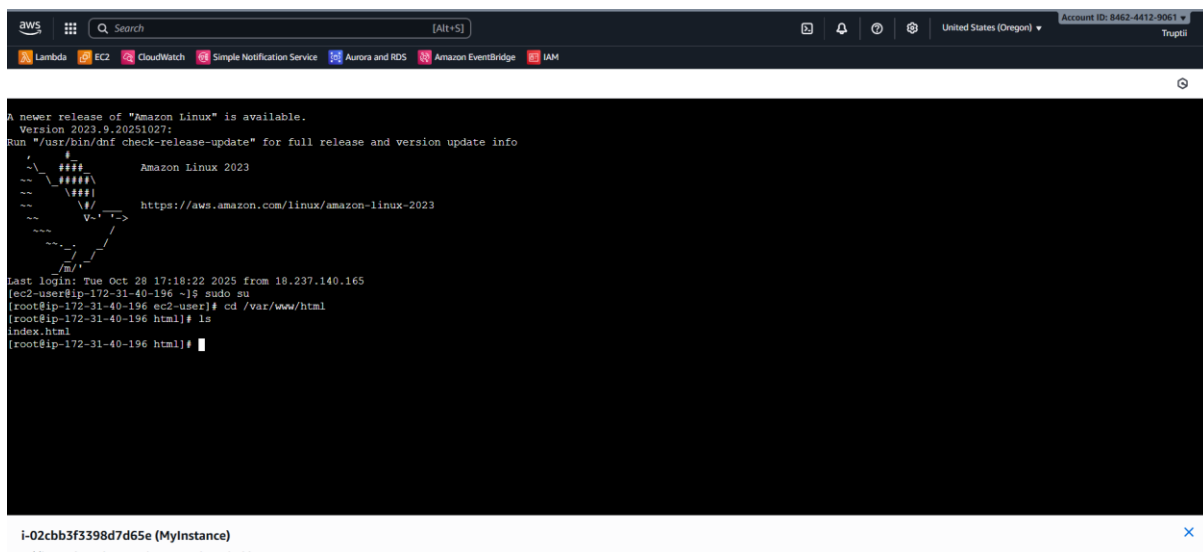 aws Search [Alt+S] United States (Oregon) Account ID: 8462-4412-9061
Truptii
Lambda EC2 CloudWatch Simple Notification Service Aurora and RDS Amazon EventBridge IAM
A newer release of "Amazon Linux" is available.
  Version 2023.9.20251027:
Run "/usr/bin/dnf check-release-update" for full release and version update info
   ,     #_
   ~\_  ####_        Amazon Linux 2023
  ~~  \_#####\
  ~~     \###|
  ~~       \#/ ___   https://aws.amazon.com/linux/amazon-linux-2023
   ~~       V~' '->
    ~~~         /
      ~~._.   _/
         _/ _/
       _/m/'
Last login: Tue Oct 28 17:18:22 2025 from 18.237.140.165
[ec2-user@ip-172-31-40-196 ~]$ sudo su
[root@ip-172-31-40-196 ec2-user]# cd /var/www/html
[root@ip-172-31-40-196 html]# ls
index.html
[root@ip-172-31-40-196 html]#
i-02cbb3f3398d7d65e (MyInstance)